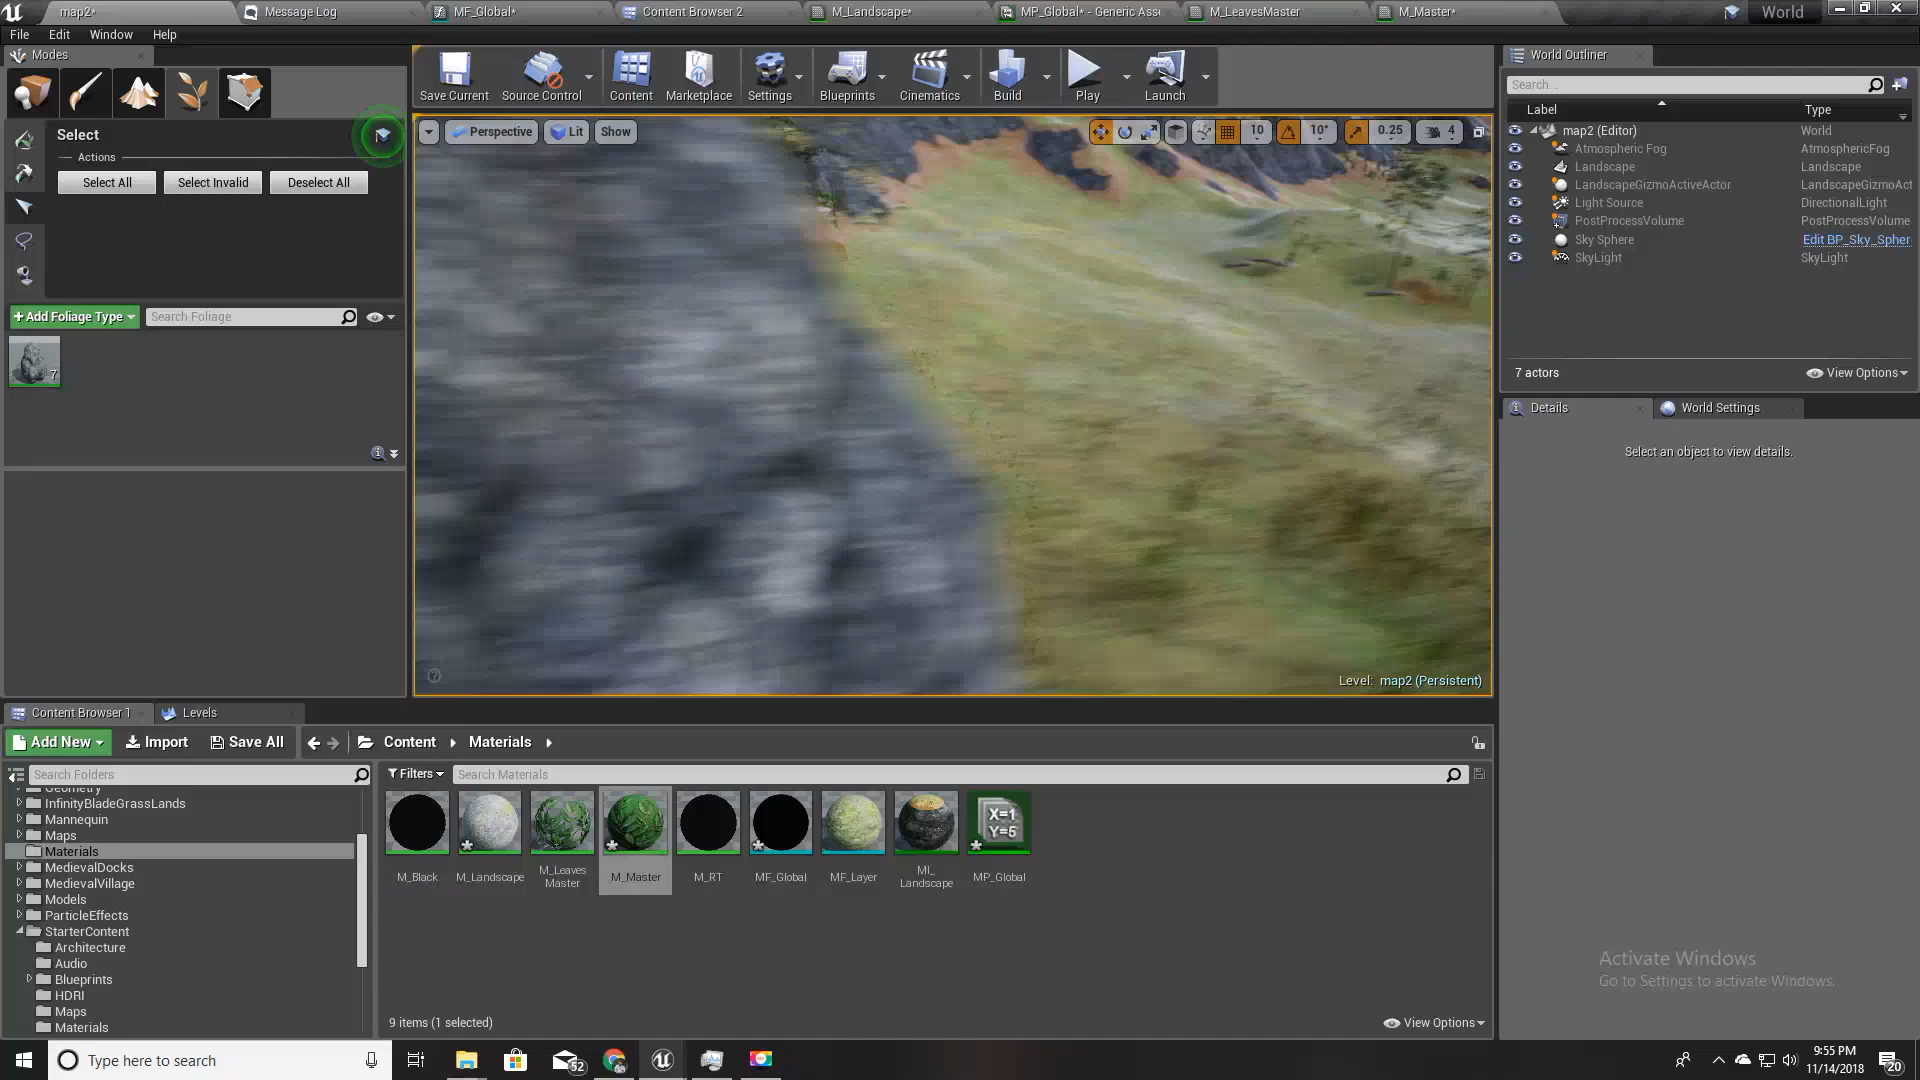 map2*
Message Log
MF_Global*
Content Browser 2
M_Landscape*
MP_Global* - Generic Ass
M_LeavesMaster
M_Master*
World
File
Edit
Window
Help
Modes
Save Current
Source Control
Content
Marketplace
Settings
Blueprints
Cinematics
Build
Play
Launch
Select
Actions
Select All
Select Invalid
Deselect All
Add Foliage Type
Search Foliage
7
Perspective
Lit
Show
10
10°
0.25
4
Level: map2 (Persistent)
World Outliner
Search...
Label
Type
map2 (Editor)
World
Atmospheric Fog
AtmosphericFog
Landscape
Landscape
LandscapeGizmoActiveActor
LandscapeGizmoAct
Light Source
DirectionalLight
PostProcessVolume
PostProcessVolume
Sky Sphere
Edit BP_Sky_Spher
SkyLight
SkyLight
7 actors
View Options
Details
World Settings
Select an object to view details.
Content Browser 1
Levels
Add New
Import
Save All
Content
Materials
Search Folders
Filters
Search Materials
Geometry
InfinityBladeGrassLands
Mannequin
Maps
Materials
MedievalDocks
MedievalVillage
Models
ParticleEffects
StarterContent
Architecture
Audio
Blueprints
HDRI
Maps
Materials
X=1
Y=5
M_Black
M_Landscape
M_Leaves
Master
M_Master
M_RT
MF_Global
MF_Layer
MI_
Landscape
MP_Global
9 items (1 selected)
View Options
Activate Windows
Go to Settings to activate Windows.
Type here to search
52
9:55 PM
11/14/2018
20